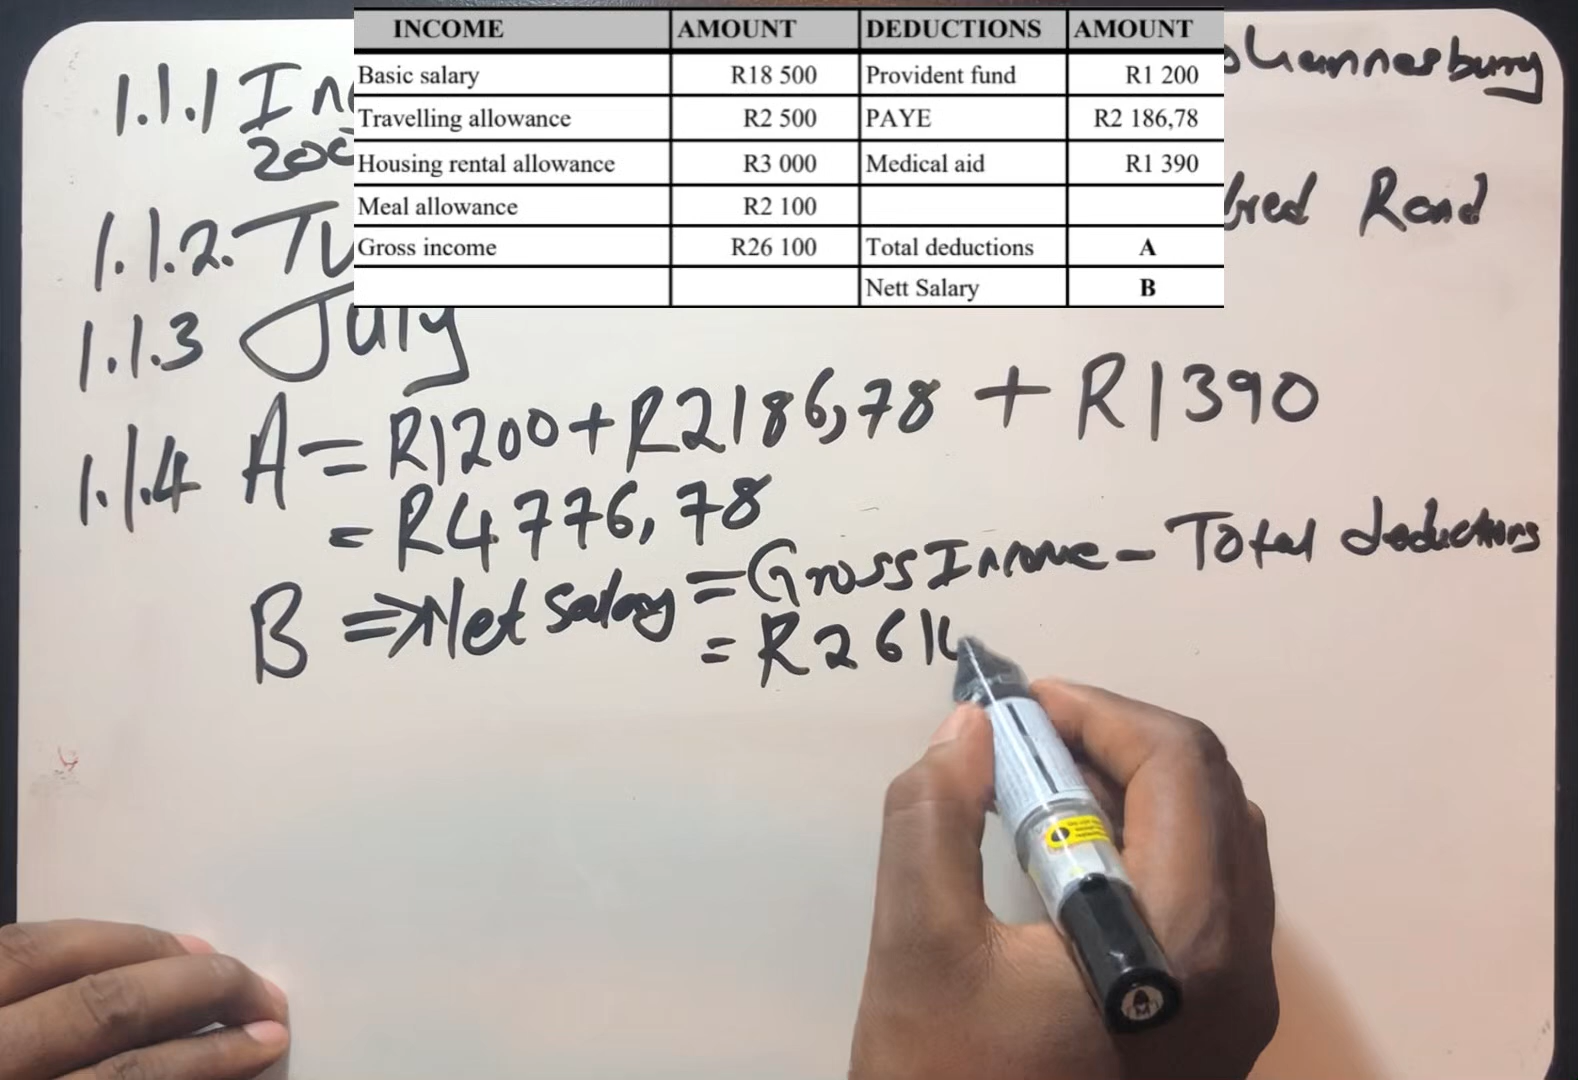 INCOME AMOUNT DEDUCTIONS AMOUNT
Basic salary R18 500 Provident fund R1 200
Travelling allowance R2 500 PAYE R2 186,78
Housing rental allowance R3 000 Medical aid R1 390
Meal allowance R2 100
Gross income R26 100 Total deductions A
Nett Salary B
1.1.1 In
200
1.1.2. Tu
Road
1.1.3 July
1.1.4 A = R1200 + R2186,78 + R1390
= R4776,78
B ⇒ Net Salary = Gross Income - Total deductions
= R261